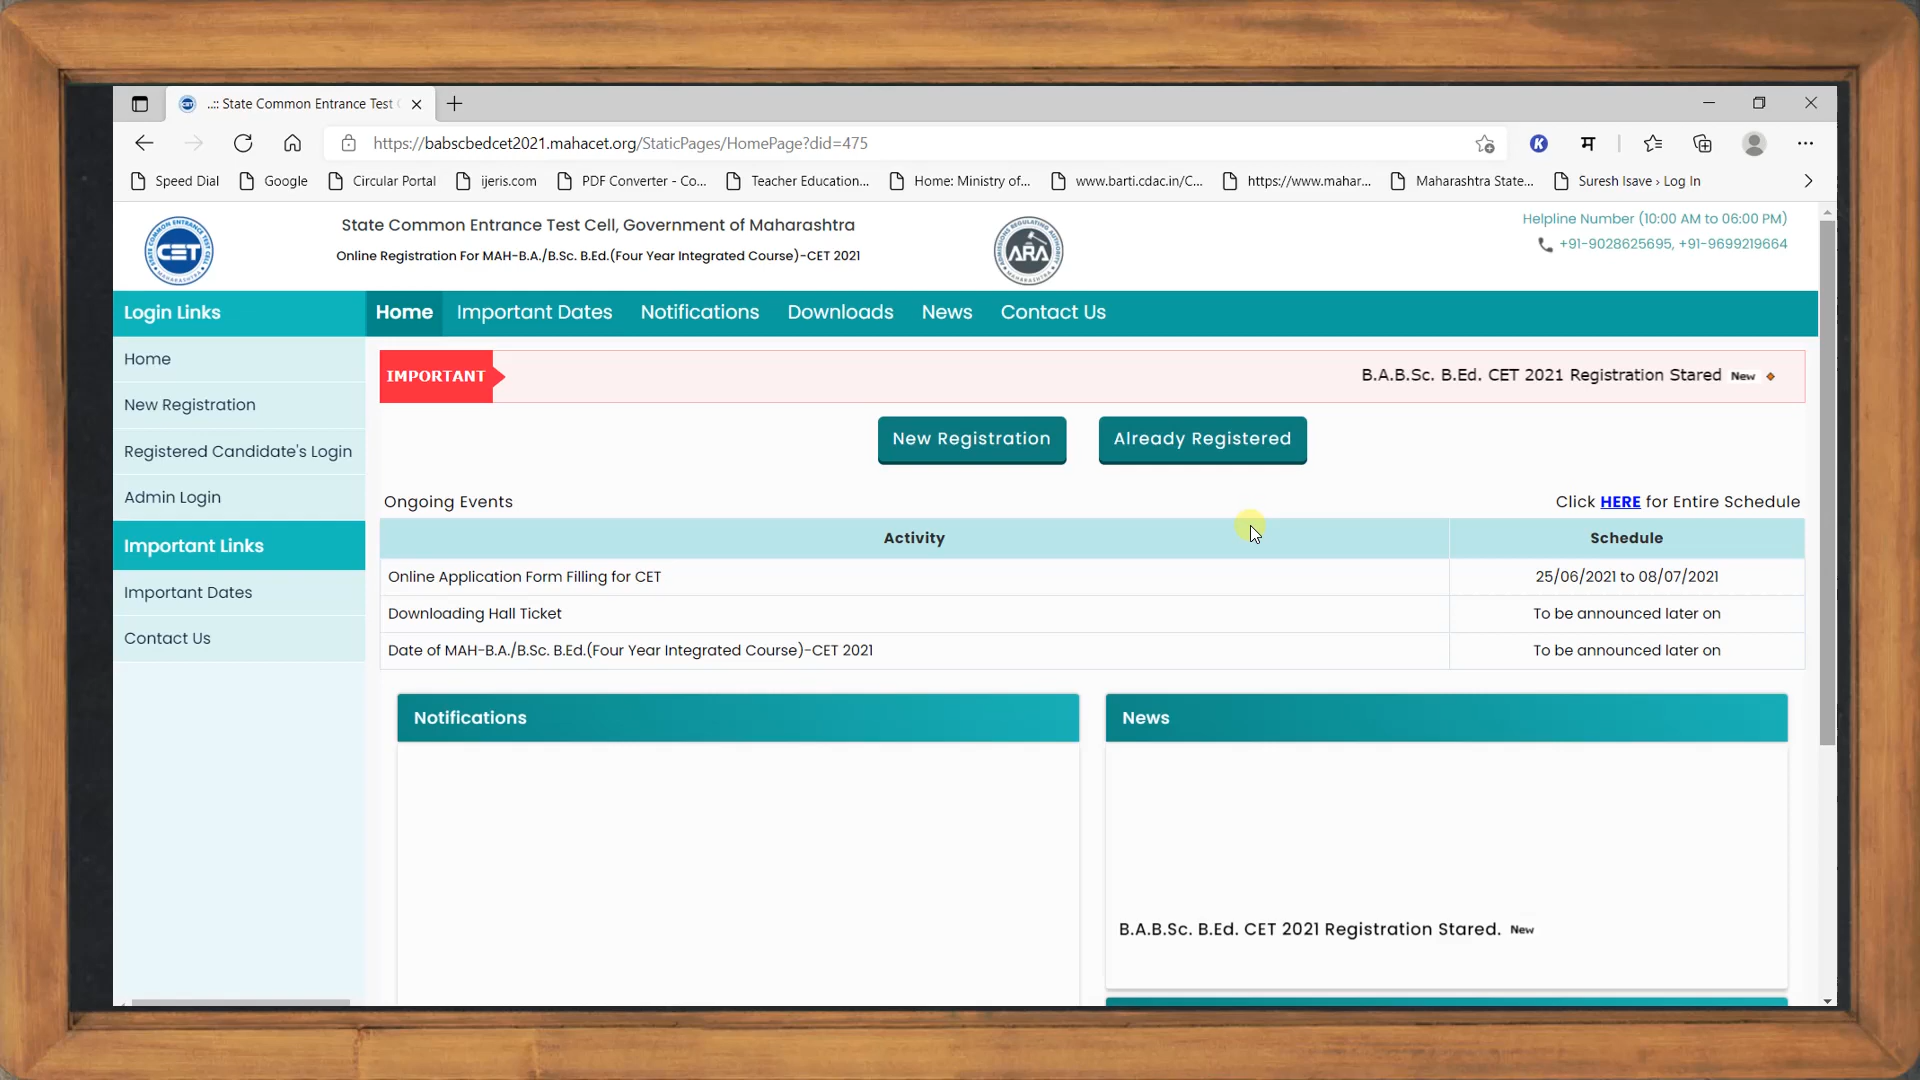 ..:: State Common Entrance Test
https://babscbedcet2021.mahacet.org/StaticPages/HomePage?did=475
K
म
Speed Dial
Google
Circular Portal
ijeris.com
PDF Converter - Co...
Teacher Education...
Home: Ministry of...
www.barti.cdac.in/C...
https://www.mahar...
Maharashtra State...
Suresh Isave › Log In
CET
State Common Entrance Test Cell, Government of Maharashtra
Online Registration For MAH-B.A./B.Sc. B.Ed.(Four Year Integrated Course)-CET 2021
ARA
Helpline Number (10:00 AM to 06:00 PM)
+91-9028625695, +91-9699219664
Login Links
Home Important Dates Notifications Downloads News Contact Us
Home
New Registration
Registered Candidate's Login
Admin Login
Important Links
Important Dates
Contact Us
IMPORTANT
B.A.B.Sc. B.Ed. CET 2021 Registration Stared New
New Registration
Already Registered
Ongoing Events
Click HERE for Entire Schedule
Activity Schedule
Online Application Form Filling for CET 25/06/2021 to 08/07/2021
Downloading Hall Ticket To be announced later on
Date of MAH-B.A./B.Sc. B.Ed.(Four Year Integrated Course)-CET 2021 To be announced later on
Notifications
News
B.A.B.Sc. B.Ed. CET 2021 Registration Stared. New